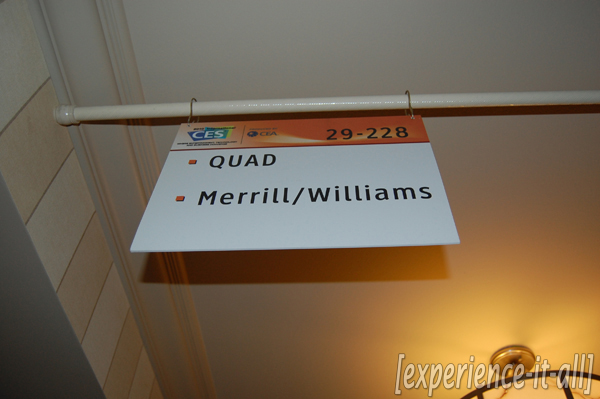 CES
CEA
29-228
QUAD
Merrill/Williams
[experience-it-all]